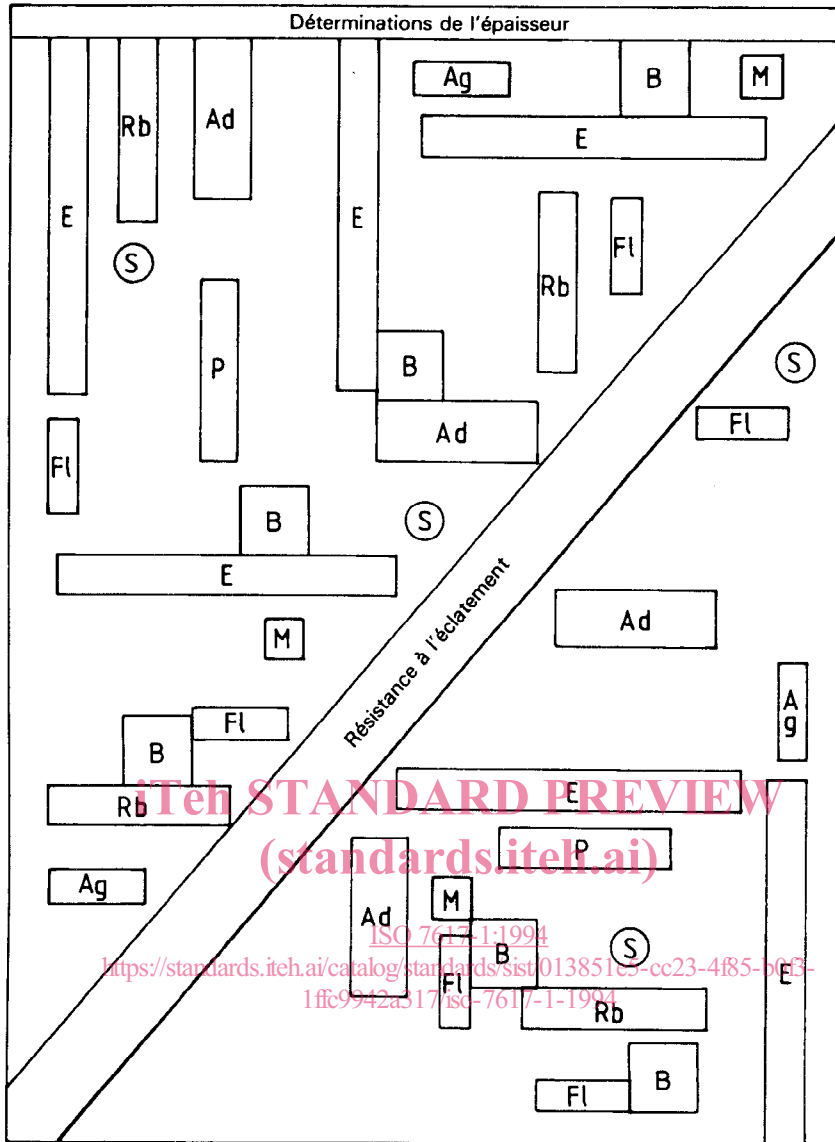 Déterminations de l'épaisseur
Ag
B
M
Rb
Ad
E
E
E
Fl
S
Rb
P
B
S
Ad
Fl
Fl
B
S
E
Résistance à l'éclatement
Ad
M
Ag
Fl
B
E
Rb
iTeh STANDARD PREVIEW
(standards.iteh.ai)
P
Ag
M
Ad
B
S
ISO 7617-1:1994
https://standards.iteh.ai/catalog/standards/sist/013851c5-cc23-4f85-b0f3-
1ffc9942a317/iso-7617-1-1994
E
Fl
Rb
B
Fl